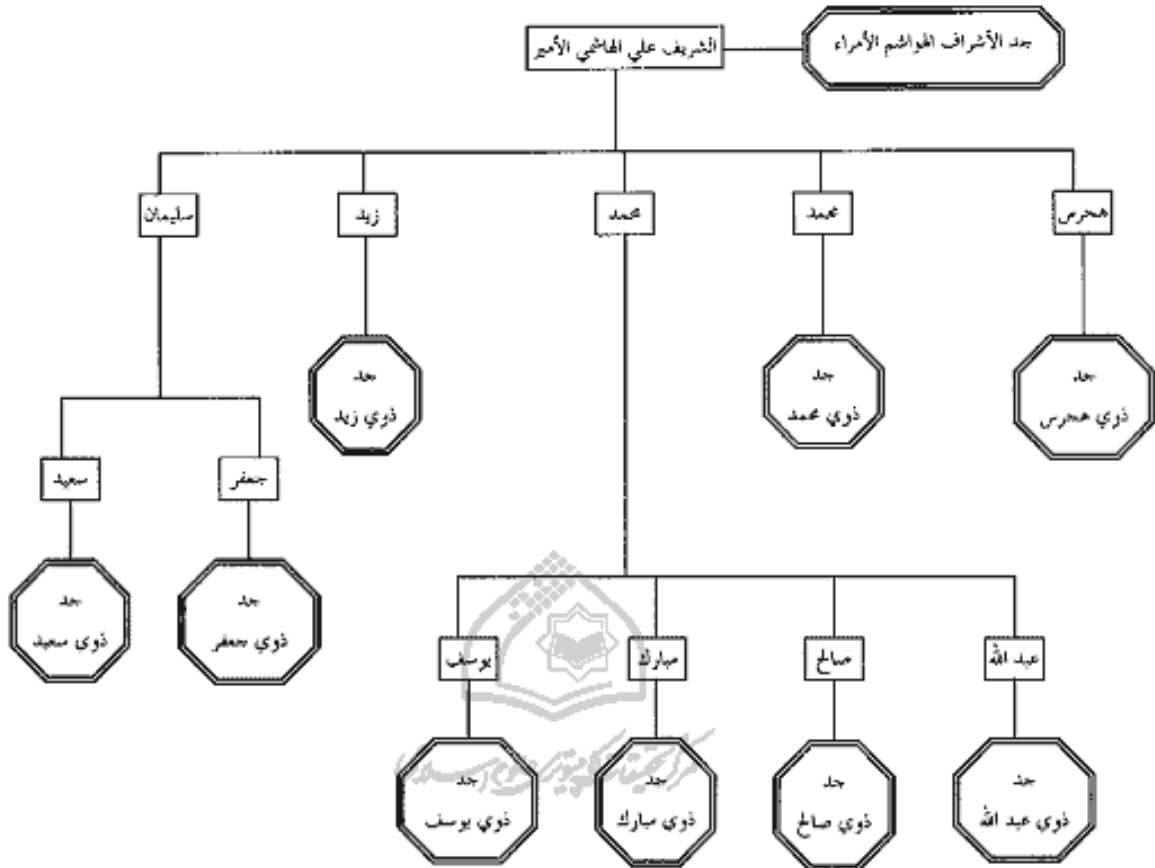 جد الأشراف الهواشم الأمراء
الشريف علي الهاشمي الأمير
هجرس
محمد
محمد
زيد
سليمان
جد
ذوي هجرس
جد
ذوي محمد
جد
ذوي زيد
جعفر
سعيد
جد
ذوي جعفر
جد
ذوي سعيد
عبد الله
صالح
مبارك
يوسف
جد
ذوي عبد الله
جد
ذوي صالح
جد
ذوي مبارك
جد
ذوي يوسف